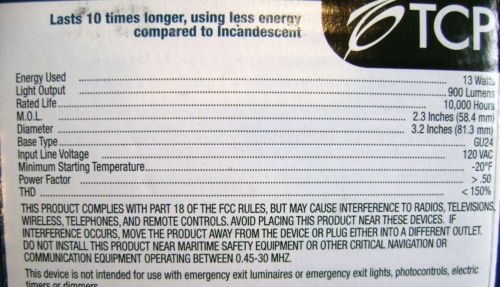 Lasts 10 times longer, using less energy
compared to Incandescent
TCP
Energy Used 13 Watts
Light Output 900 Lumens
Rated Life 10,000 Hours
M.O.L. 2.3 Inches (58.4 mm)
Diameter 3.2 Inches (81.3 mm)
Base Type GU24
Input Line Voltage 120 VAC
Minimum Starting Temperature -20°F
Power Factor > .50
THD < 150%
THIS PRODUCT COMPLIES WITH PART 18 OF THE FCC RULES, BUT MAY CAUSE INTERFERENCE TO RADIOS, TELEVISIONS,
WIRELESS, TELEPHONES, AND REMOTE CONTROLS. AVOID PLACING THIS PRODUCT NEAR THESE DEVICES. IF
INTERFERENCE OCCURS, MOVE THE PRODUCT AWAY FROM THE DEVICE OR PLUG EITHER INTO A DIFFERENT OUTLET.
DO NOT INSTALL THIS PRODUCT NEAR MARITIME SAFETY EQUIPMENT OR OTHER CRITICAL NAVIGATION OR
COMMUNICATION EQUIPMENT OPERATING BETWEEN 0.45-30 MHZ.
This device is not intended for use with emergency exit luminaires or emergency exit lights, photocontrols, electric
timers or dimmers